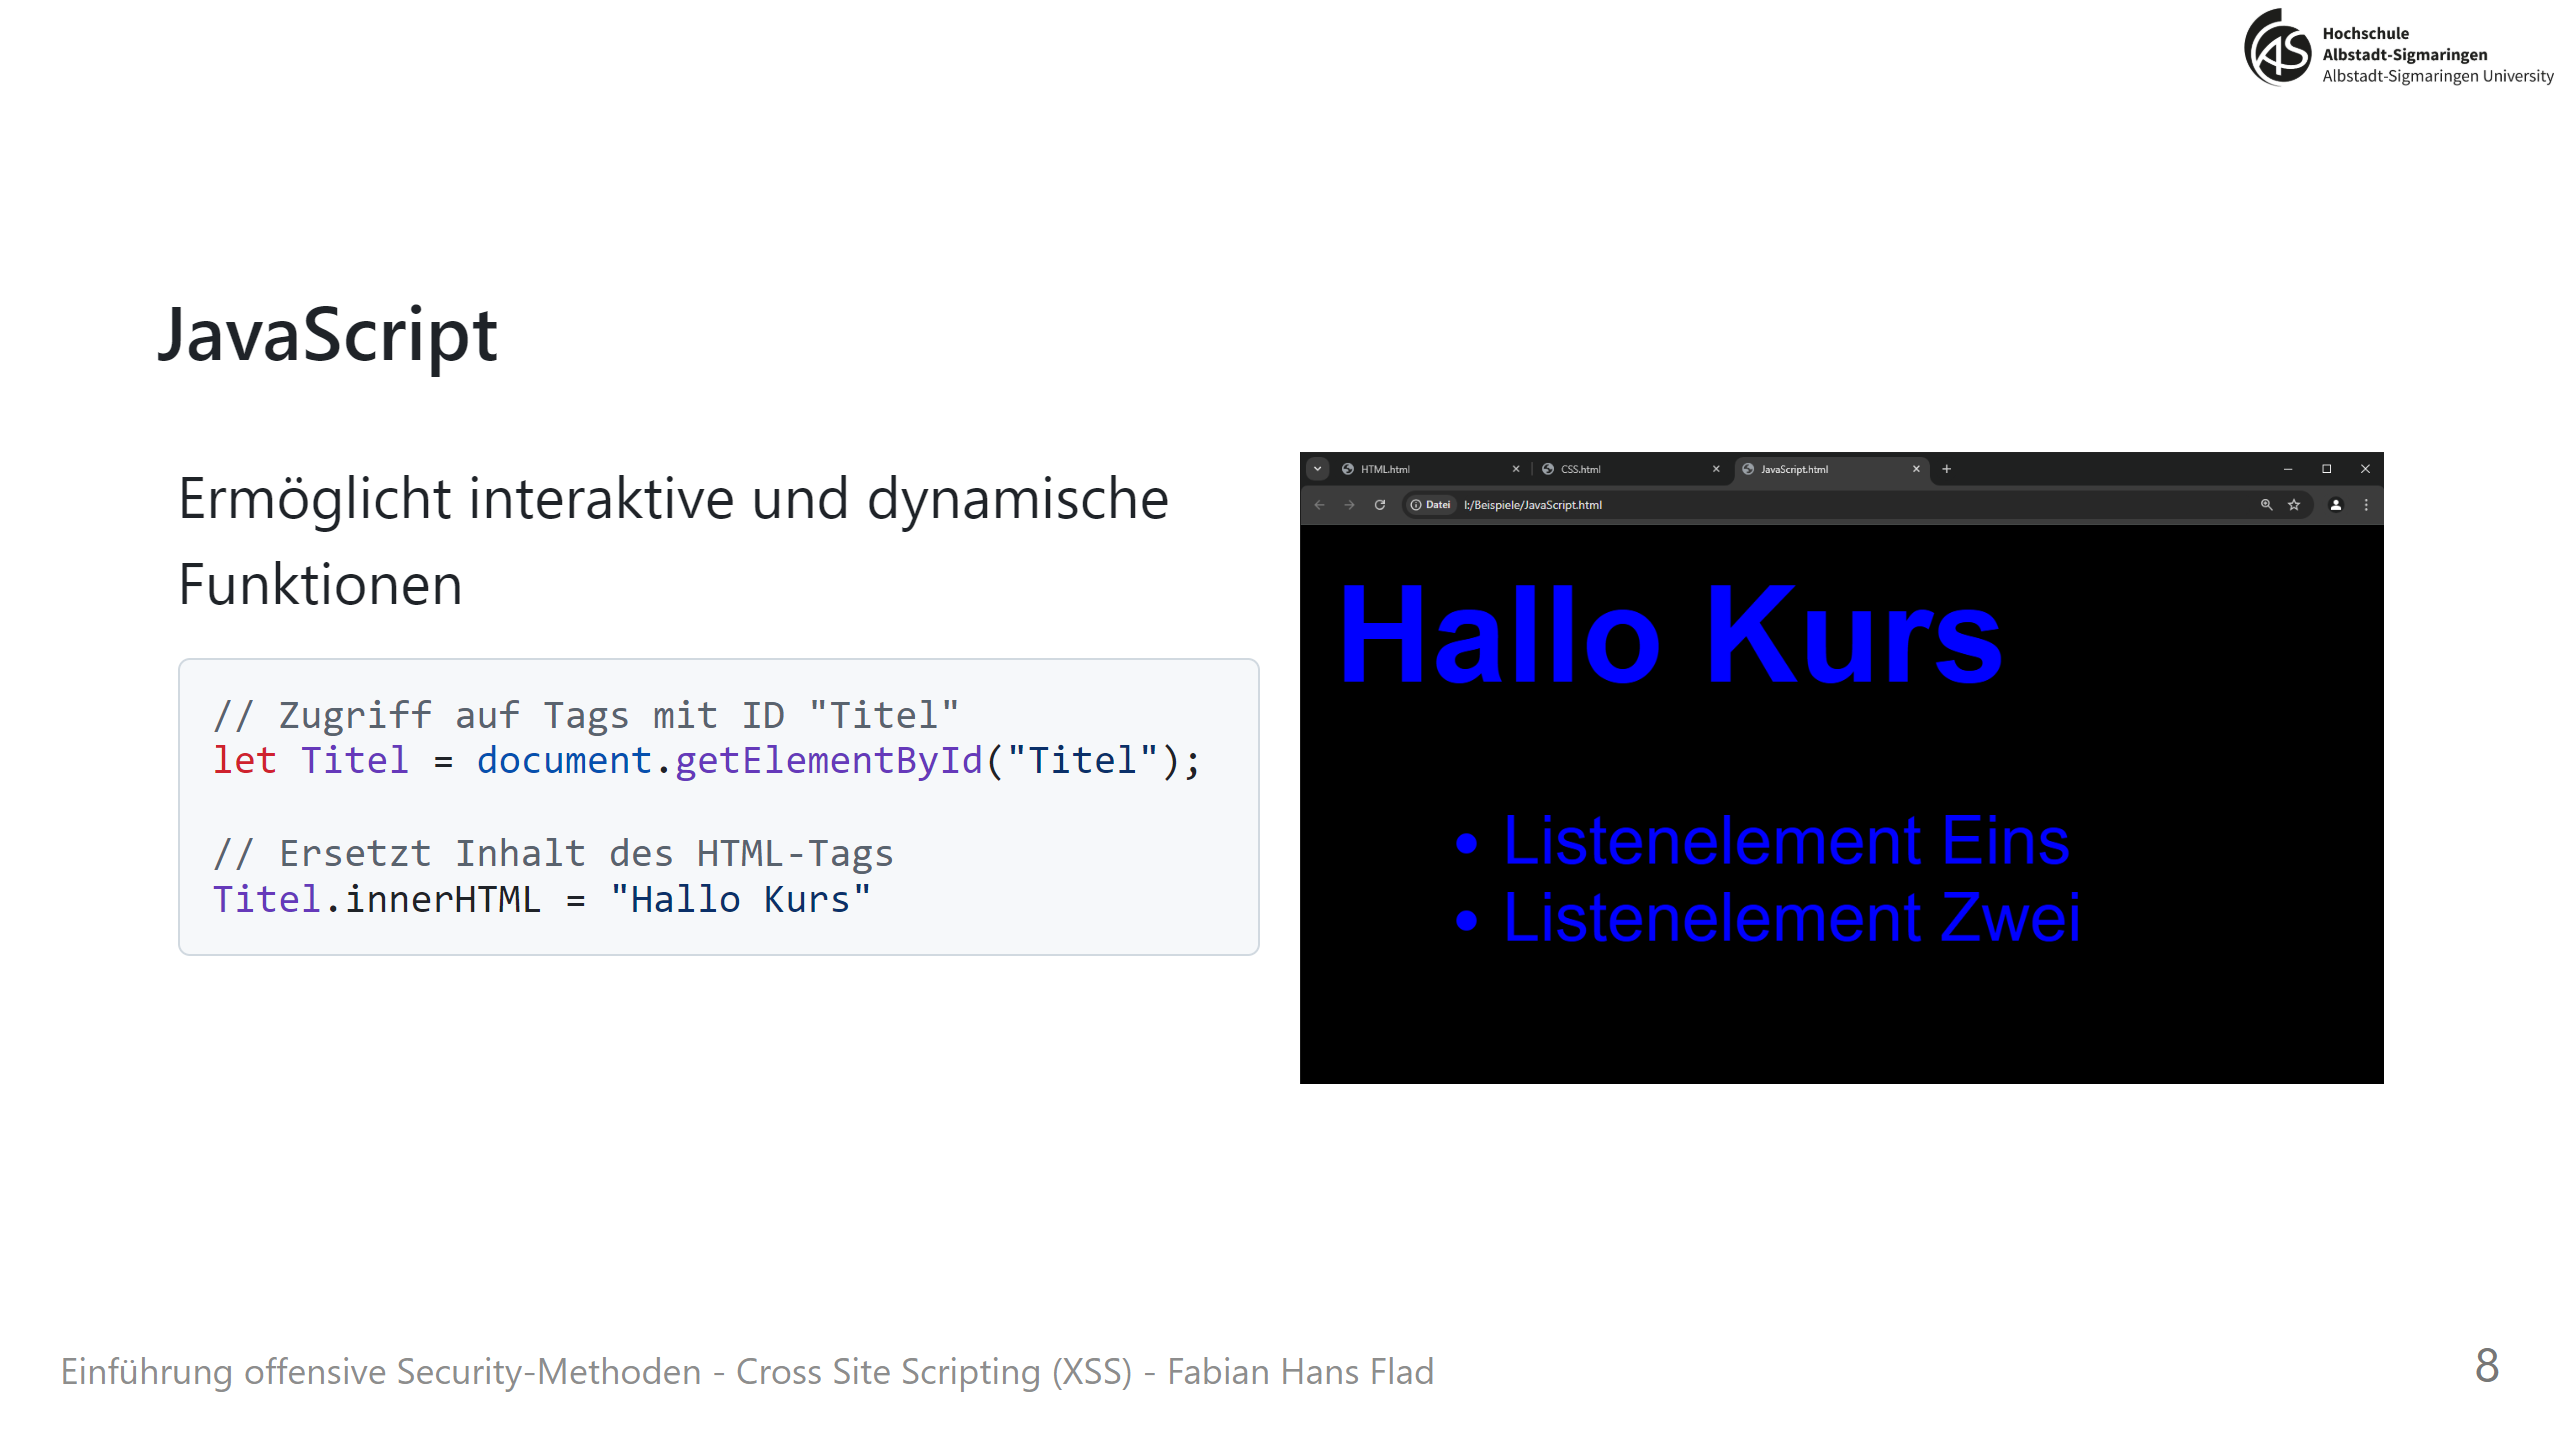 Hochschule
Albstadt-Sigmaringen
Albstadt-Sigmaringen University
JavaScript
Ermöglicht interaktive und dynamische
Funktionen
// Zugriff auf Tags mit ID "Titel"
let Titel = document.getElementById("Titel");
// Ersetzt Inhalt des HTML-Tags
Titel.innerHTML = "Hallo Kurs"
HTML.html CSS.html JavaScript.html
Datei I:/Beispiele/JavaScript.html
Hallo Kurs
• Listenelement Eins
• Listenelement Zwei
Einführung offensive Security-Methoden - Cross Site Scripting (XSS) - Fabian Hans Flad
8